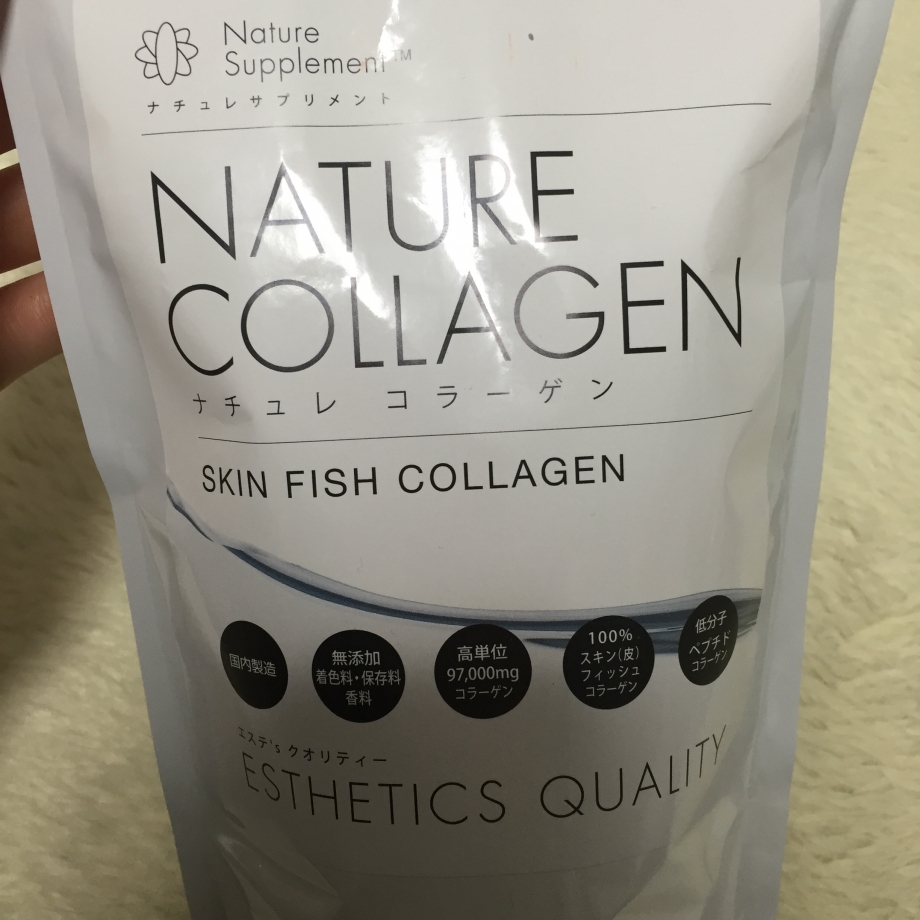 Nature
Supplement™
ナチュレサプリメント
NATURE
COLLAGEN
ナチュレ コラーゲン
SKIN FISH COLLAGEN
国内製造
無添加
着色料・保存料
香料
高単位
97,000mg
コラーゲン
100%
スキン(皮)
フィッシュ
コラーゲン
低分子
ペプチド
コラーゲン
エステ's クオリティー
ESTHETICS QUALITY